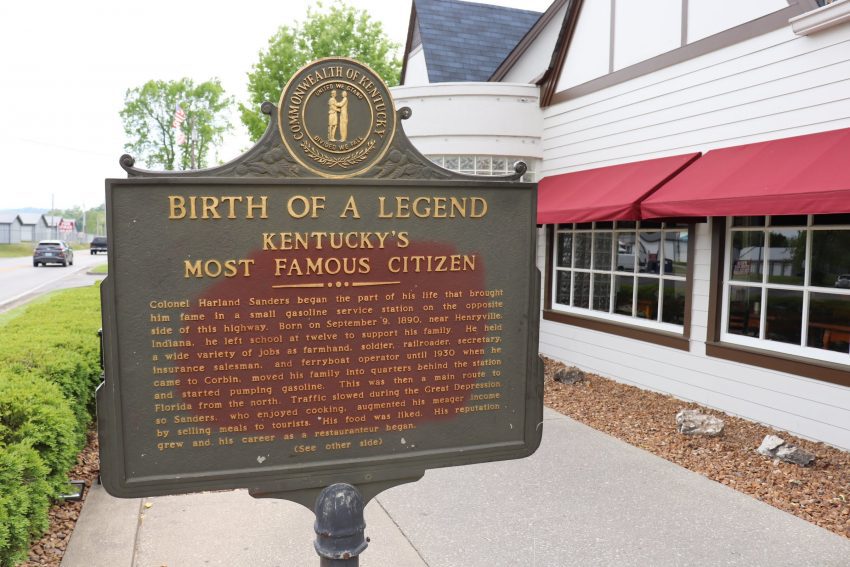 COMMONWEALTH OF KENTUCKY
UNITED WE STAND
DIVIDED WE FALL
BIRTH OF A LEGEND
KENTUCKY'S
MOST FAMOUS CITIZEN
Colonel Harland Sanders began the part of his life that brought
him fame in a small gasoline service station on the opposite
side of this highway. Born on September 9, 1890, near Henryville,
Indiana, he left school at twelve to support his family. He held
a wide variety of jobs as farmhand, soldier, railroader, secretary,
insurance salesman, and ferryboat operator until 1930 when he
came to Corbin, moved his family into quarters behind the station
and started pumping gasoline. This was then a main route to
Florida from the north. Traffic slowed during the Great Depression
so Sanders, who enjoyed cooking, augmented his meager income
by selling meals to tourists. His food was liked. His reputation
grew and his career as a restauranteur began.
(See other side)